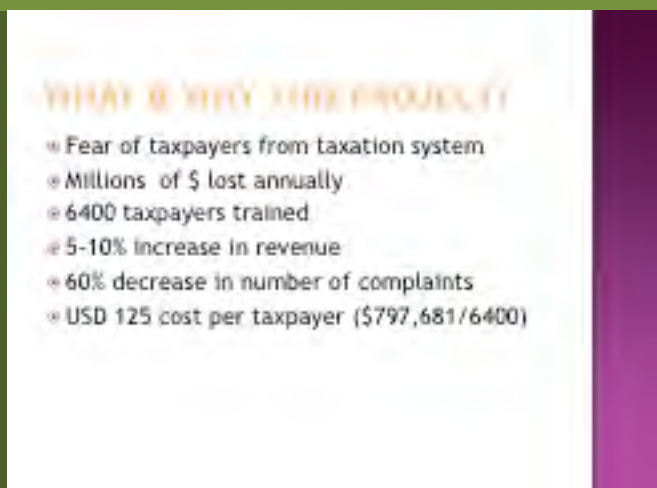 WHAT & WHY THIS PROJECT?
Fear of taxpayers from taxation system
Millions of $ lost annually
6400 taxpayers trained
5-10% increase in revenue
60% decrease in number of complaints
USD 125 cost per taxpayer ($797,681/6400)